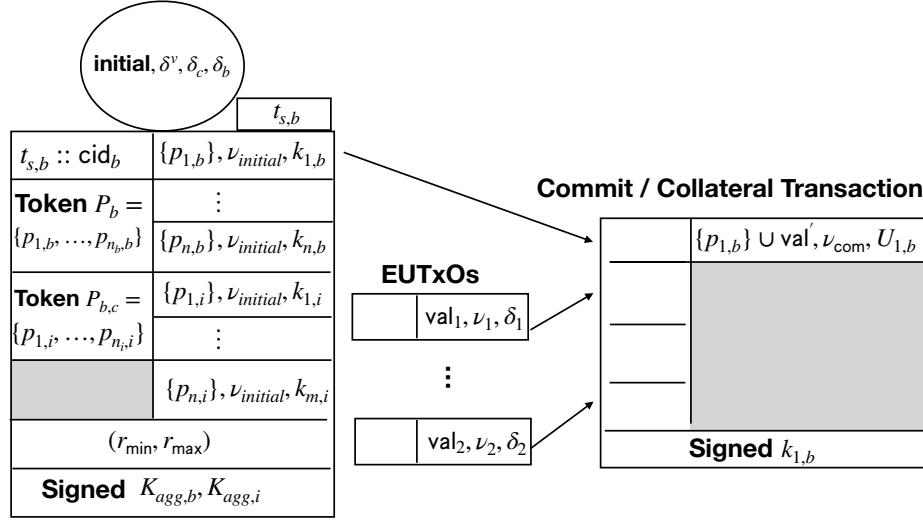 initial, δᵛ, δ_c, δ_b
t_{s,b}
t_{s,b} :: cid_b
{p_{1,b}}, ν_{initial}, k_{1,b}
Token P_b =
{p_{1,b}, …, p_{n_b,b}}
⋮
{p_{n,b}}, ν_{initial}, k_{n,b}
Token P_{b,c} =
{p_{1,i}, …, p_{n_i,i}}
{p_{1,i}}, ν_{initial}, k_{1,i}
⋮
{p_{n,i}}, ν_{initial}, k_{m,i}
(r_{min}, r_{max})
Signed K_{agg,b}, K_{agg,i}
EUTxOs
val_1, ν_1, δ_1
⋮
val_2, ν_2, δ_2
Commit / Collateral Transaction
{p_{1,b}} ∪ val′, ν_{com}, U_{1,b}
Signed k_{1,b}